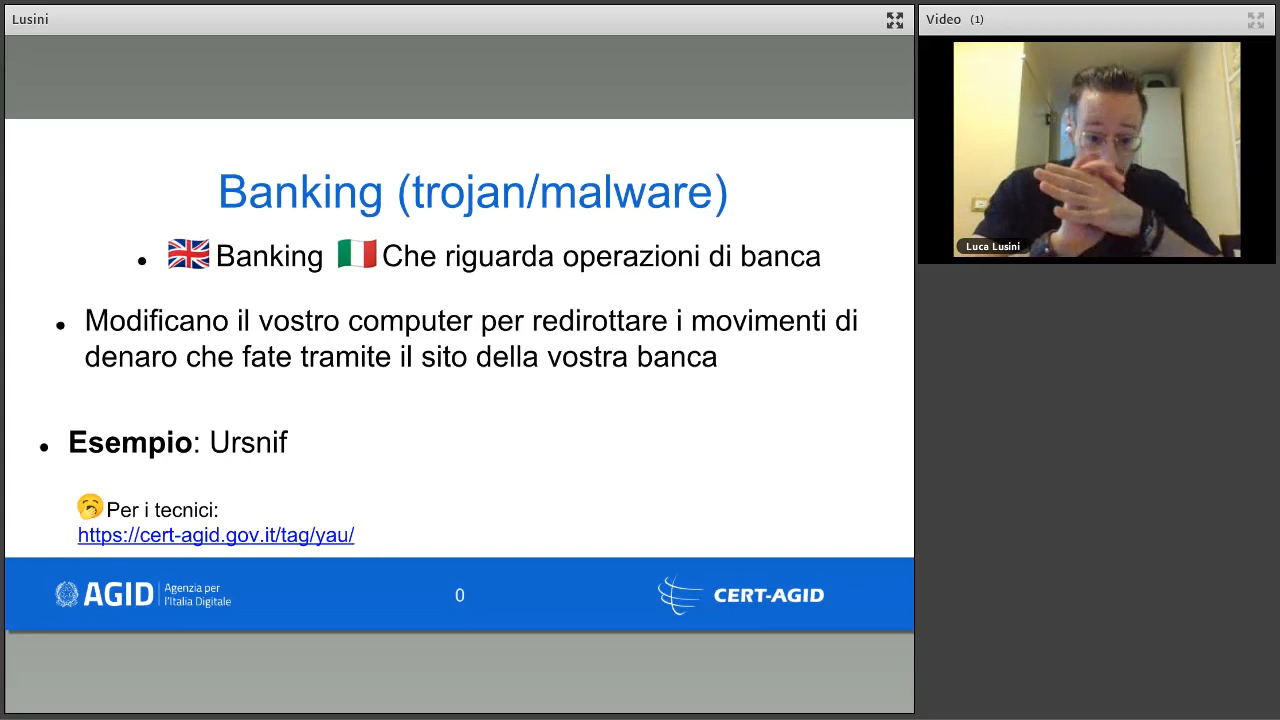 Lusini
Video (1)
Luca Lusini
Banking (trojan/malware)
• 🇬🇧 Banking 🇮🇹 Che riguarda operazioni di banca
• Modificano il vostro computer per redirottare i movimenti di
denaro che fate tramite il sito della vostra banca
• Esempio: Ursnif
🥱Per i tecnici:
https://cert-agid.gov.it/tag/yau/
AGID Agenzia per
l'Italia Digitale
0
CERT-AGID